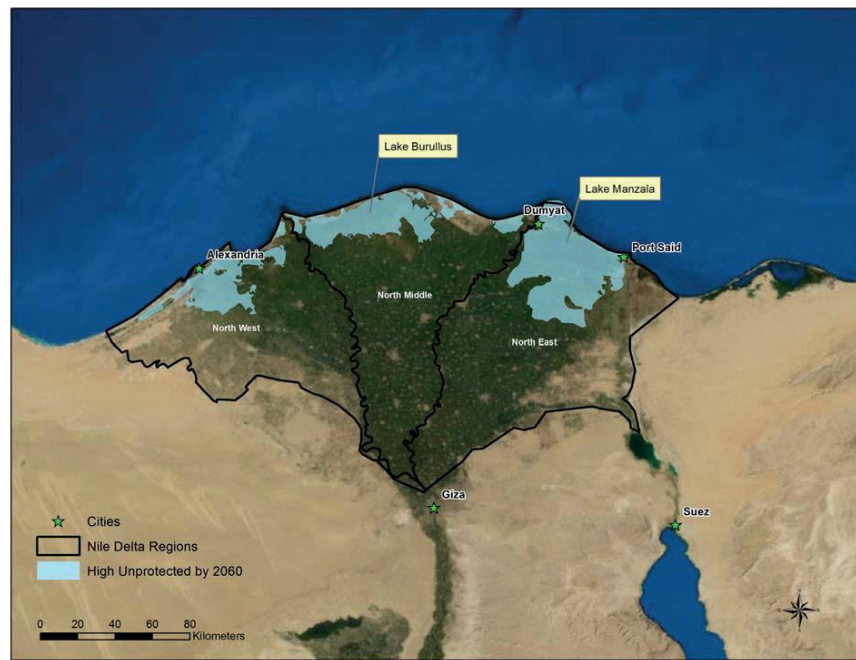 Lake Burullus
Lake Manzala
Dumyat
Port Said
Alexandria
North Middle
North West
North East
Giza
Suez
Cities
Nile Delta Regions
High Unprotected by 2060
0 20 40 60 80
Kilometers